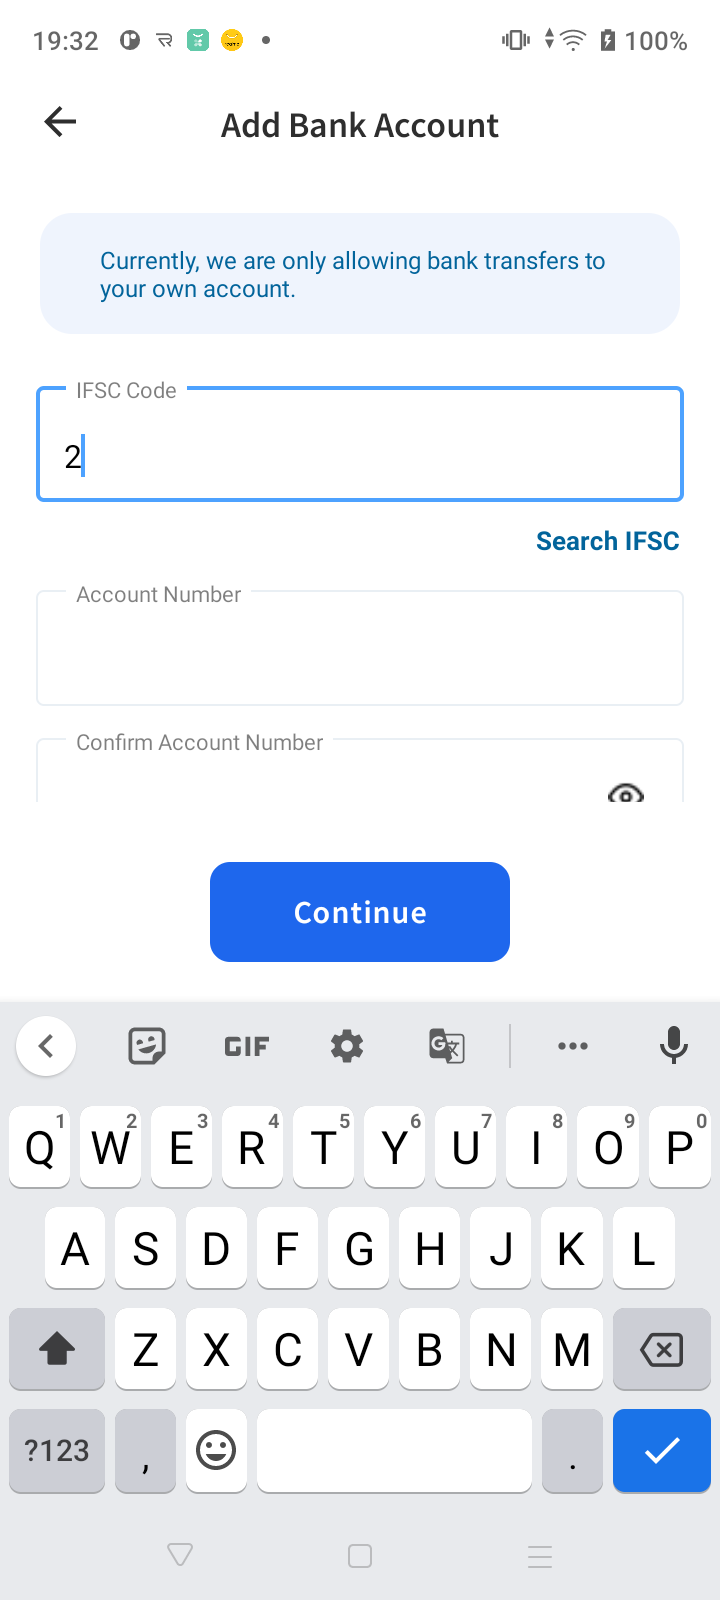 19:32
100%
Add Bank Account
Currently, we are only allowing bank transfers to
your own account.
IFSC Code
2
Search IFSC
Account Number
Confirm Account Number
Continue
GIF
Q1 W2 E3 R4 T5 Y6 U7 I8 O9 P0
A S D F G H J K L
Z X C V B N M
?123 , .